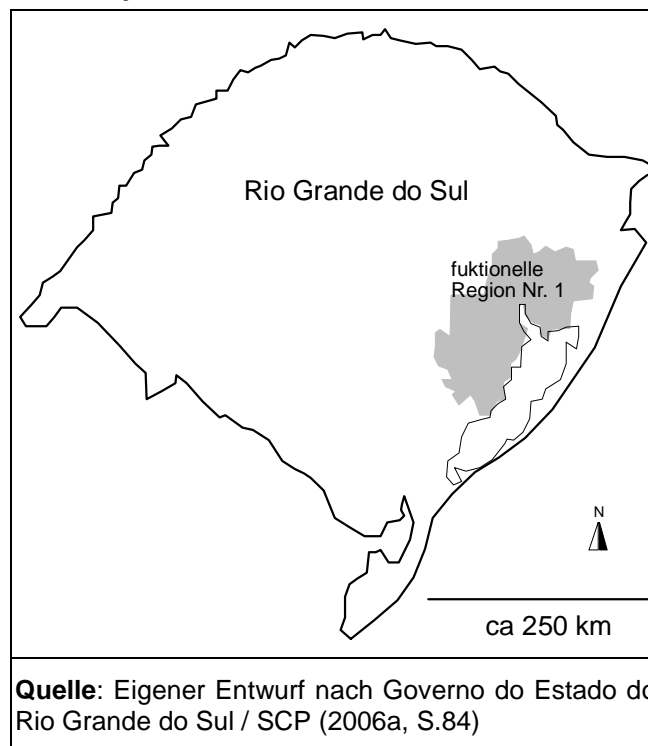 Rio Grande do Sul
fuktionelle
Region Nr. 1
N
ca 250 km
Quelle: Eigener Entwurf nach Governo do Estado do
Rio Grande do Sul / SCP (2006a, S.84)